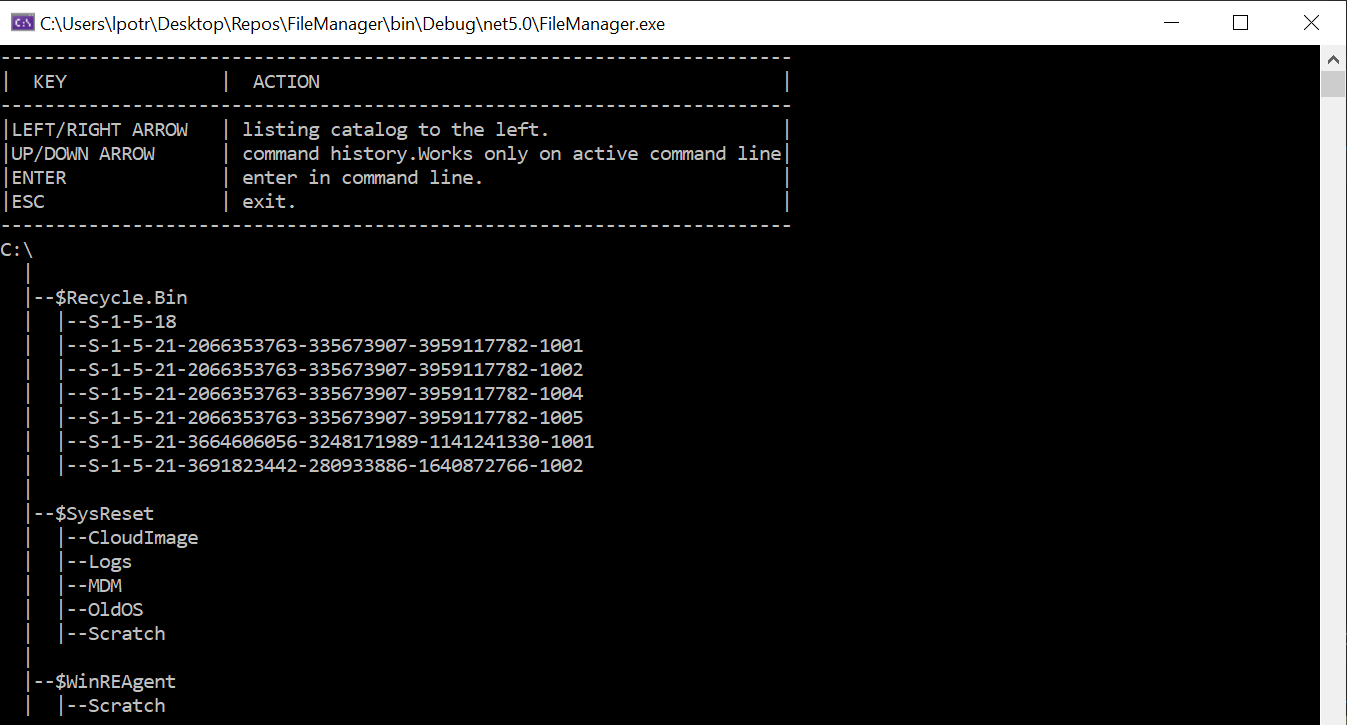 C:\Users\lpotr\Desktop\Repos\FileManager\bin\Debug\net5.0\FileManager.exe
------------------------------------------------------------------------
|  KEY              |  ACTION                                          |
------------------------------------------------------------------------
|LEFT/RIGHT ARROW   | listing catalog to the left.                     |
|UP/DOWN ARROW      | command history.Works only on active command line|
|ENTER              | enter in command line.                           |
|ESC                | exit.                                            |
------------------------------------------------------------------------
C:\
  |
  |--$Recycle.Bin
  |  |--S-1-5-18
  |  |--S-1-5-21-2066353763-335673907-3959117782-1001
  |  |--S-1-5-21-2066353763-335673907-3959117782-1002
  |  |--S-1-5-21-2066353763-335673907-3959117782-1004
  |  |--S-1-5-21-2066353763-335673907-3959117782-1005
  |  |--S-1-5-21-3664606056-3248171989-1141241330-1001
  |  |--S-1-5-21-3691823442-280933886-1640872766-1002
  |
  |--$SysReset
  |  |--CloudImage
  |  |--Logs
  |  |--MDM
  |  |--OldOS
  |  |--Scratch
  |
  |--$WinREAgent
  |  |--Scratch